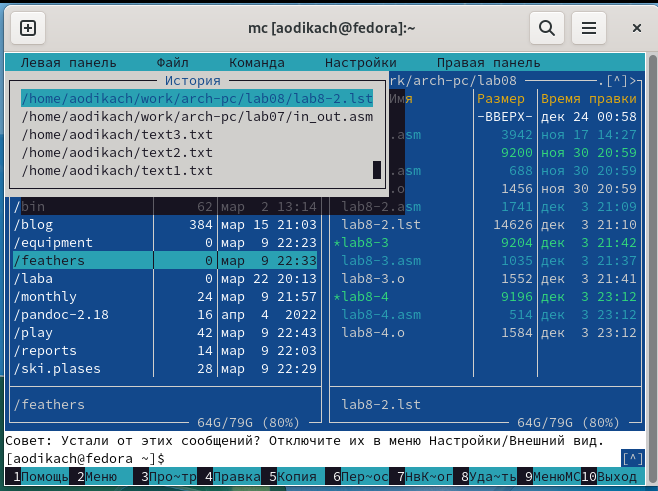 mc [aodikach@fedora]:~
Левая панель Файл Команда Настройки Правая панель
История
/home/aodikach/work/arch-pc/lab08/lab8-2.lst
/home/aodikach/work/arch-pc/lab07/in_out.asm
/home/aodikach/text3.txt
/home/aodikach/text2.txt
/home/aodikach/text1.txt
rk/arch-pc/lab08 .[^]>
Имя Размер Время правки
-ВВЕРХ- дек 24 00:58
.asm 3942 ноя 17 14:27
9200 ноя 30 20:59
.asm 688 ноя 30 20:59
.o 1456 ноя 30 20:59
/bin 62 мар 2 13:14 lab8-2.asm 1741 дек 3 21:09
/blog 384 мар 15 21:03 lab8-2.lst 14626 дек 3 21:10
/equipment 0 мар 9 22:23 *lab8-3 9204 дек 3 21:42
/feathers 0 мар 9 22:33 lab8-3.asm 1035 дек 3 21:37
/laba 0 мар 22 20:13 lab8-3.o 1552 дек 3 21:41
/monthly 24 мар 9 21:57 *lab8-4 9196 дек 3 23:12
/pandoc-2.18 16 апр 4 2022 lab8-4.asm 514 дек 3 23:12
/play 42 мар 9 22:43 lab8-4.o 1584 дек 3 23:12
/reports 14 мар 9 22:03
/ski.plases 28 мар 9 22:29
/feathers lab8-2.lst
64G/79G (80%) 64G/79G (80%)
Совет: Устали от этих сообщений? Отключите их в меню Настройки/Внешний вид.
[aodikach@fedora ~]$ [^]
1Помощь 2Меню 3Про~тр 4Правка 5Копия 6Пер~ос 7НвК~ог 8Уда~ть 9МенюMC 10Выход